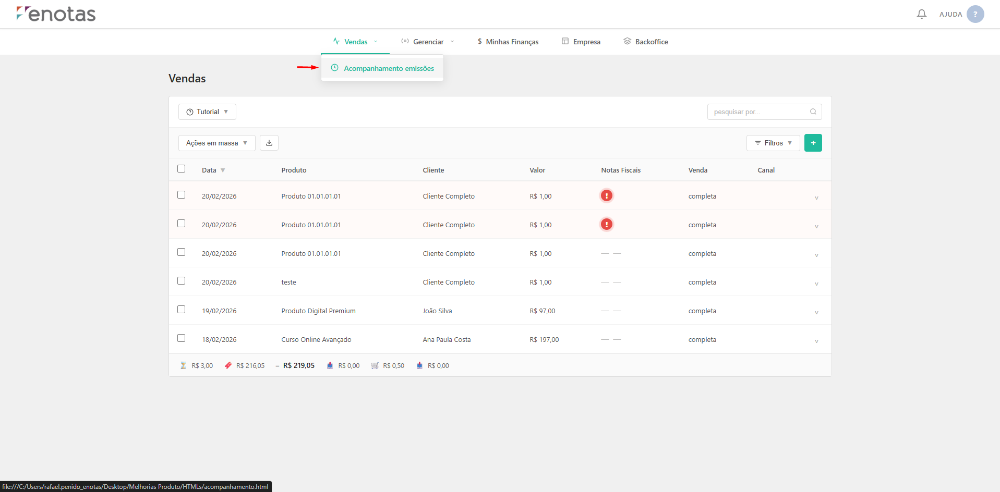 enotas
AJUDA ?
Vendas Gerenciar $ Minhas Finanças Empresa Backoffice
Acompanhamento emissões
Vendas
Tutorial
pesquisar por...
Ações em massa
Filtros +
Data Produto Cliente Valor Notas Fiscais Venda Canal
20/02/2026 Produto 01.01.01.01 Cliente Completo R$ 1,00 ! completa
20/02/2026 Produto 01.01.01.01 Cliente Completo R$ 1,00 ! completa
20/02/2026 Produto 01.01.01.01 Cliente Completo R$ 1,00 — — completa
20/02/2026 teste Cliente Completo R$ 1,00 — — completa
19/02/2026 Produto Digital Premium João Silva R$ 97,00 — — completa
18/02/2026 Curso Online Avançado Ana Paula Costa R$ 197,00 — — completa
R$ 3,00 R$ 216,05 = R$ 219,05 R$ 0,00 R$ 0,50 R$ 0,00
file:///C:/Users/rafael.penido_enotas/Desktop/Melhorias Produto/HTMLs/acompanhamento.html